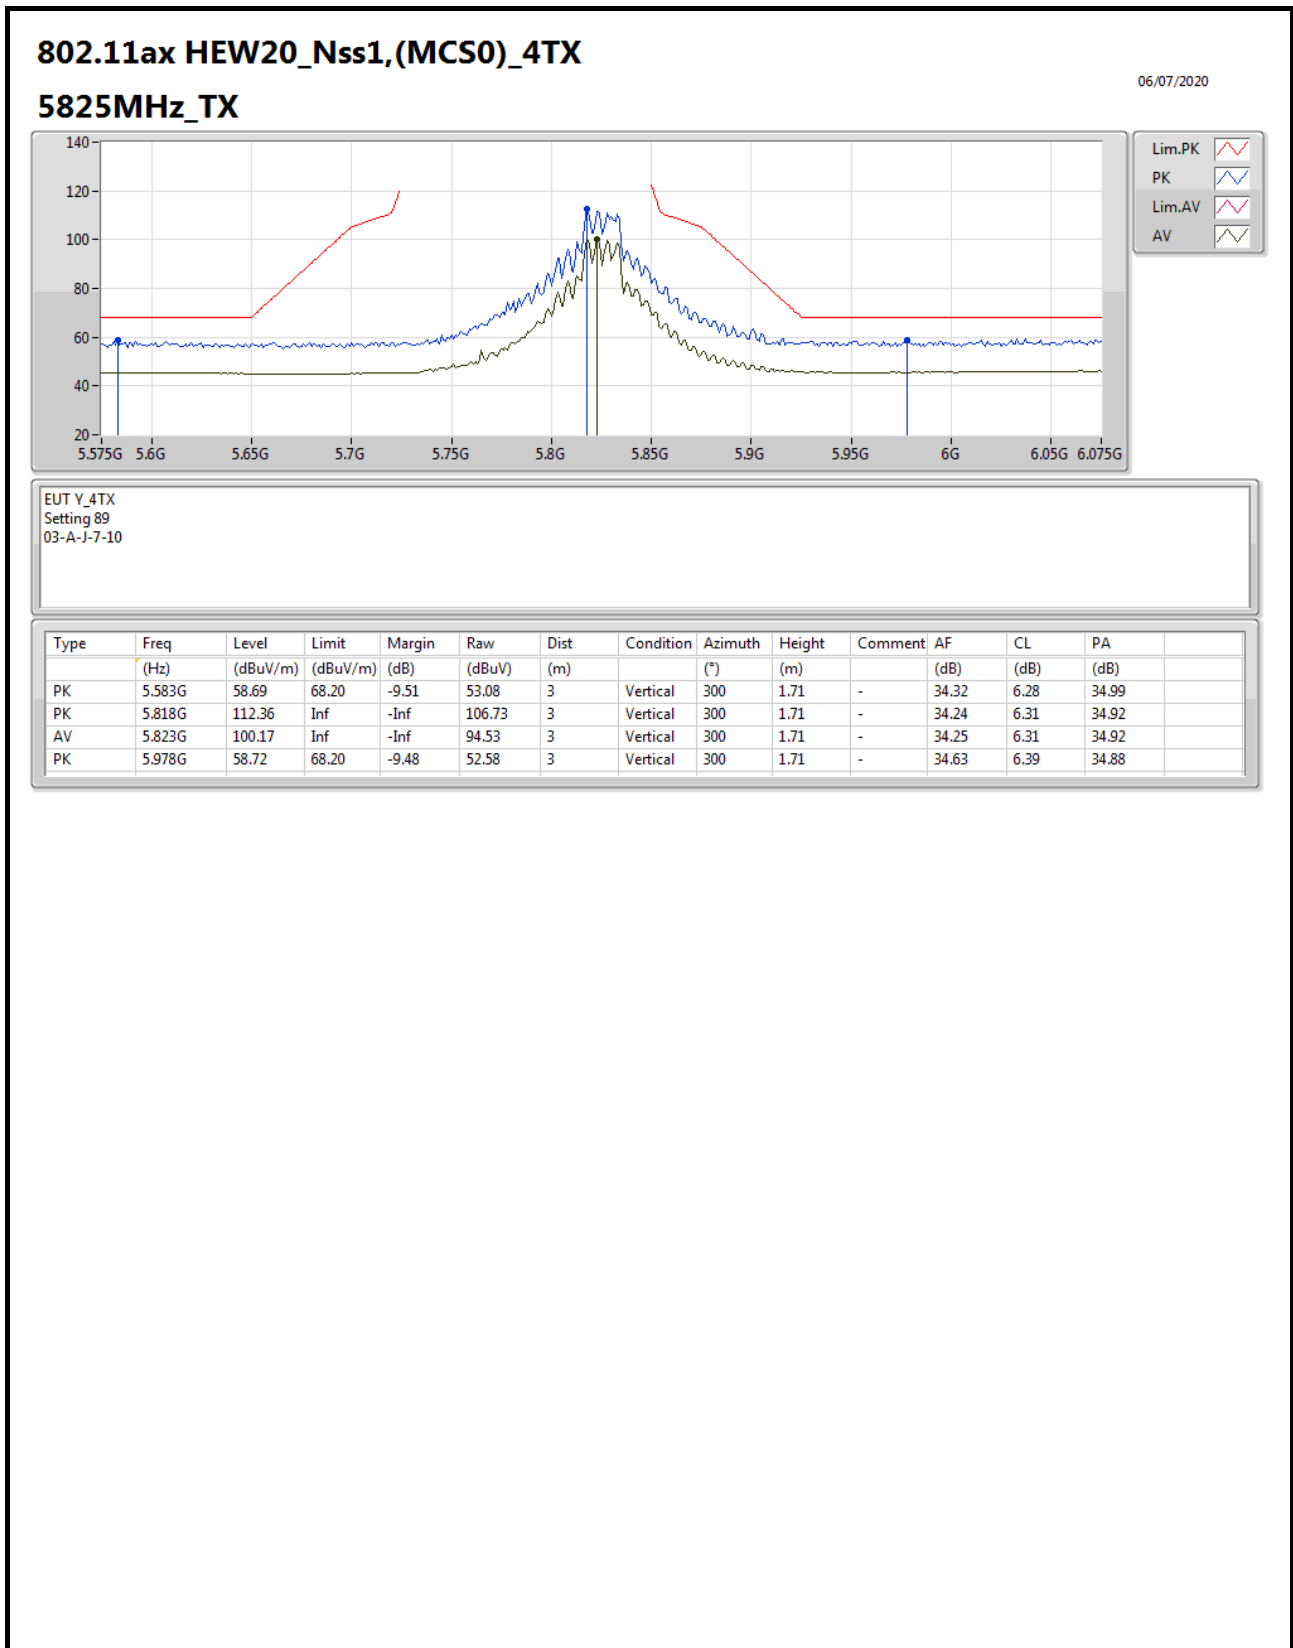 802.11ax HEW20_Nss1,(MCS0)_4TX
06/07/2020
5825MHz_TX
140
120
100
80
60
40
20
5.575G 5.6G 5.65G 5.7G 5.75G 5.8G 5.85G 5.9G 5.95G 6G 6.05G 6.075G
Lim.PK
PK
Lim.AV
AV
EUT Y_4TX
Setting 89
03-A-J-7-10
Type Freq Level Limit Margin Raw Dist Condition Azimuth Height Comment AF CL PA
(Hz) (dBuV/m) (dBuV/m) (dB) (dBuV) (m) (°) (m) (dB) (dB) (dB)
PK 5.583G 58.69 68.20 -9.51 53.08 3 Vertical 300 1.71 - 34.32 6.28 34.99
PK 5.818G 112.36 Inf -Inf 106.73 3 Vertical 300 1.71 - 34.24 6.31 34.92
AV 5.823G 100.17 Inf -Inf 94.53 3 Vertical 300 1.71 - 34.25 6.31 34.92
PK 5.978G 58.72 68.20 -9.48 52.58 3 Vertical 300 1.71 - 34.63 6.39 34.88